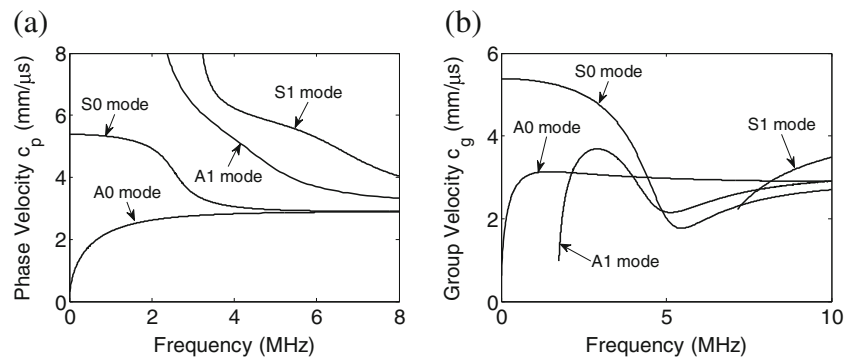 (a)
8
6
4
2
0
0
2
4
6
8
Phase Velocity c_p (mm/μs)
Frequency (MHz)
S0 mode
A0 mode
A1 mode
S1 mode
(b)
6
4
2
0
0
5
10
Group Velocity c_g (mm/μs)
Frequency (MHz)
S0 mode
A0 mode
S1 mode
A1 mode